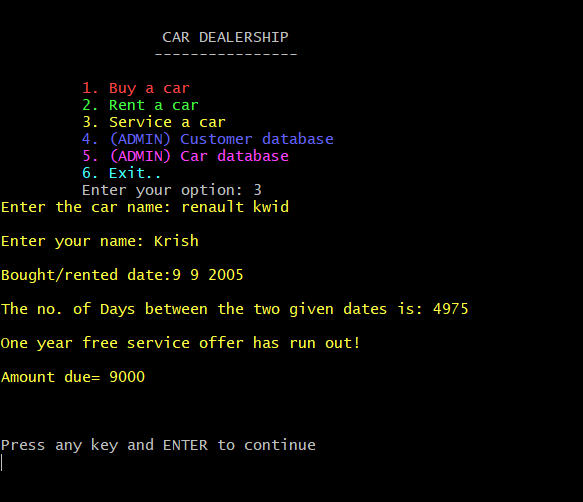 CAR DEALERSHIP
----------------
1. Buy a car
2. Rent a car
3. Service a car
4. (ADMIN) Customer database
5. (ADMIN) Car database
6. Exit..
Enter your option: 3
Enter the car name: renault kwid
Enter your name: Krish
Bought/rented date:9 9 2005
The no. of Days between the two given dates is: 4975
One year free service offer has run out!
Amount due= 9000
Press any key and ENTER to continue